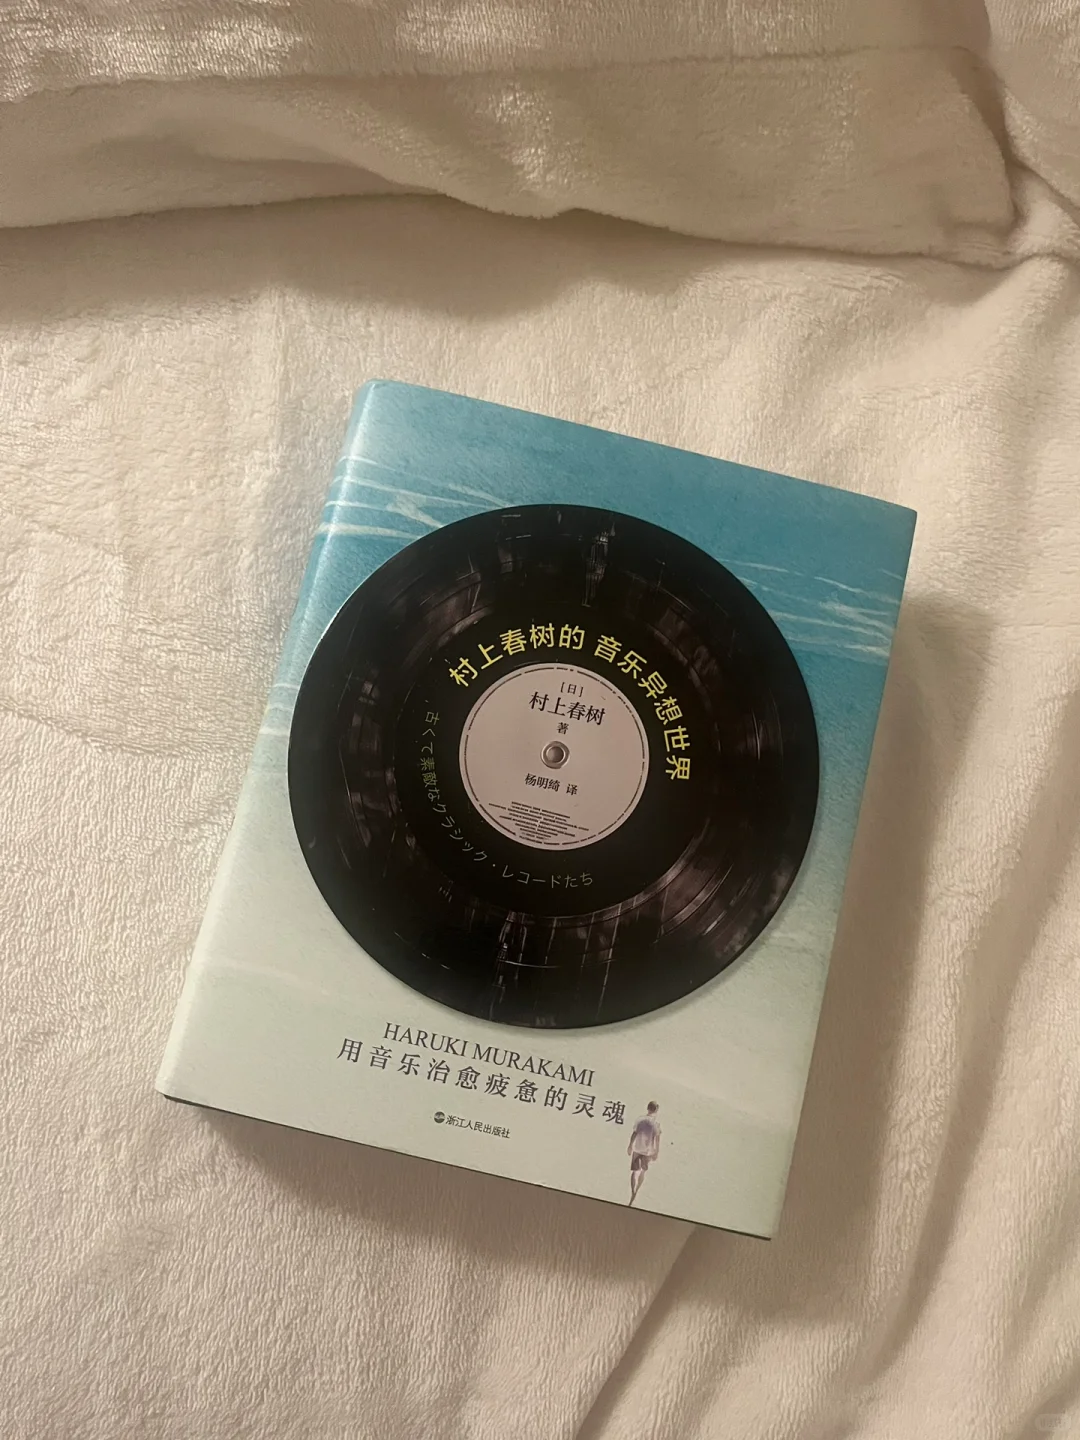 村上春树的 音乐异想世界
[日]
村上春树
著
杨明绮 译
古くて素敵なクラシック・レコードたち
HARUKI MURAKAMI
用音乐治愈疲惫的灵魂
浙江人民出版社